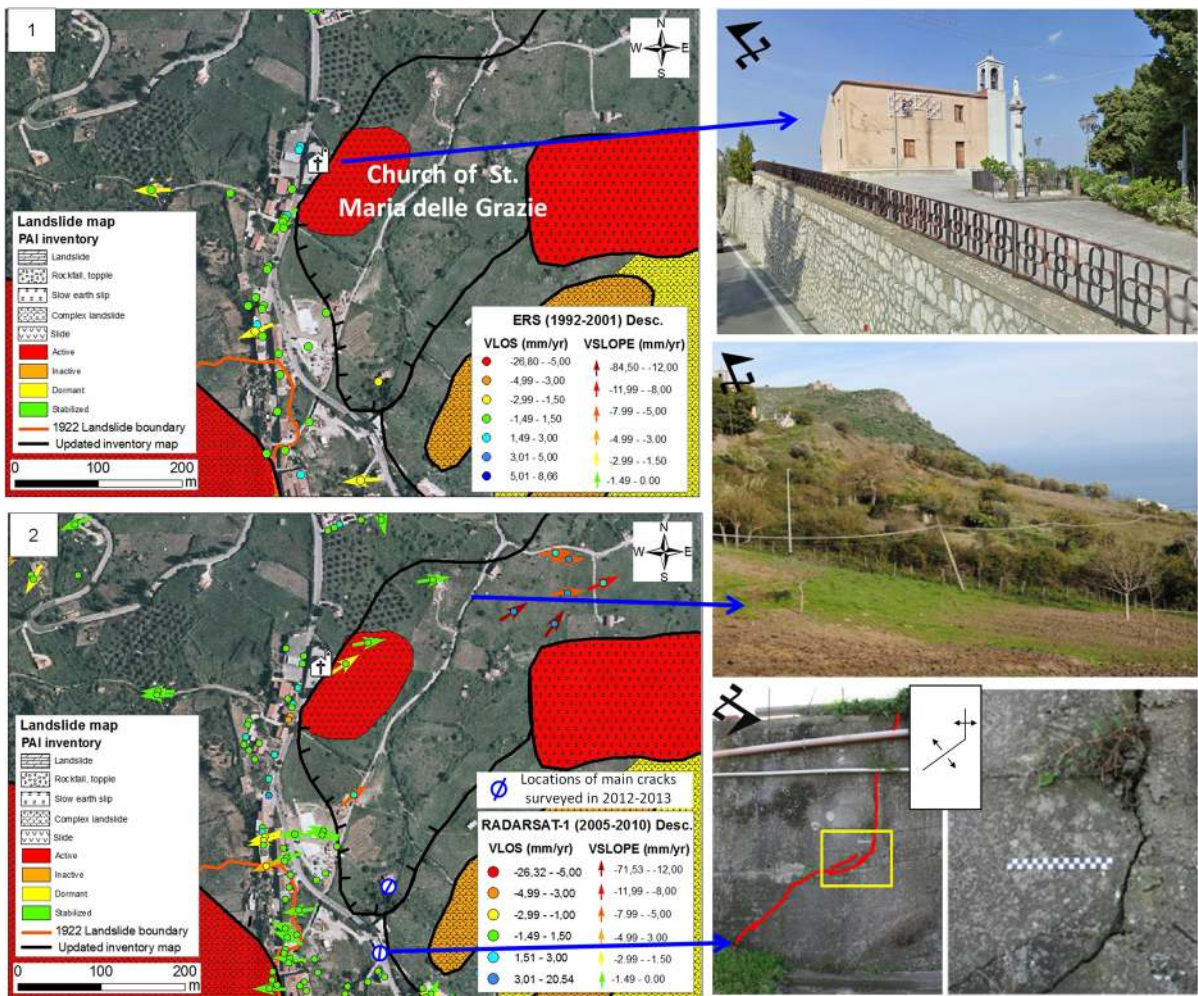 1
N
W E
S
Church of St.
Maria delle Grazie
Landslide map
PAI inventory
Landslide
Rockfall, topple
Slow earth slip
Complex landslide
Slide
Active
Inactive
Dormant
Stabilized
1922 Landslide boundary
Updated inventory map
0 100 200
m
ERS (1992-2001) Desc.
VLOS (mm/yr) VSLOPE (mm/yr)
-26,80 - -5,00 -84,50 - -12,00
-4,99 - -3,00 -11,99 - -8,00
-2,99 - -1,50 -7.99 - -5,00
-1,49 - 1,50 -4.99 - -3.00
1,49 - 3,00 -2.99 - -1.50
3,01 - 5,00 -1.49 - 0.00
5,01 - 8,66
2
N
W E
S
Landslide map
PAI inventory
Landslide
Rockfall, topple
Slow earth slip
Complex landslide
Slide
Active
Inactive
Dormant
Stabilized
1922 Landslide boundary
Updated inventory map
0 100 200
m
Locations of main cracks
surveyed in 2012-2013
RADARSAT-1 (2005-2010) Desc.
VLOS (mm/yr) VSLOPE (mm/yr)
-26,32 - -5,00 -71,53 - -12,00
-4,99 - -3,00 -11,99 - -8,00
-2,99 - -1,00 -7.99 - -5,00
-1,49 - 1,50 -4.99 - 3.00
1,51 - 3,00 -2.99 - -1.50
3,01 - 20.54 -1.49 - 0.00